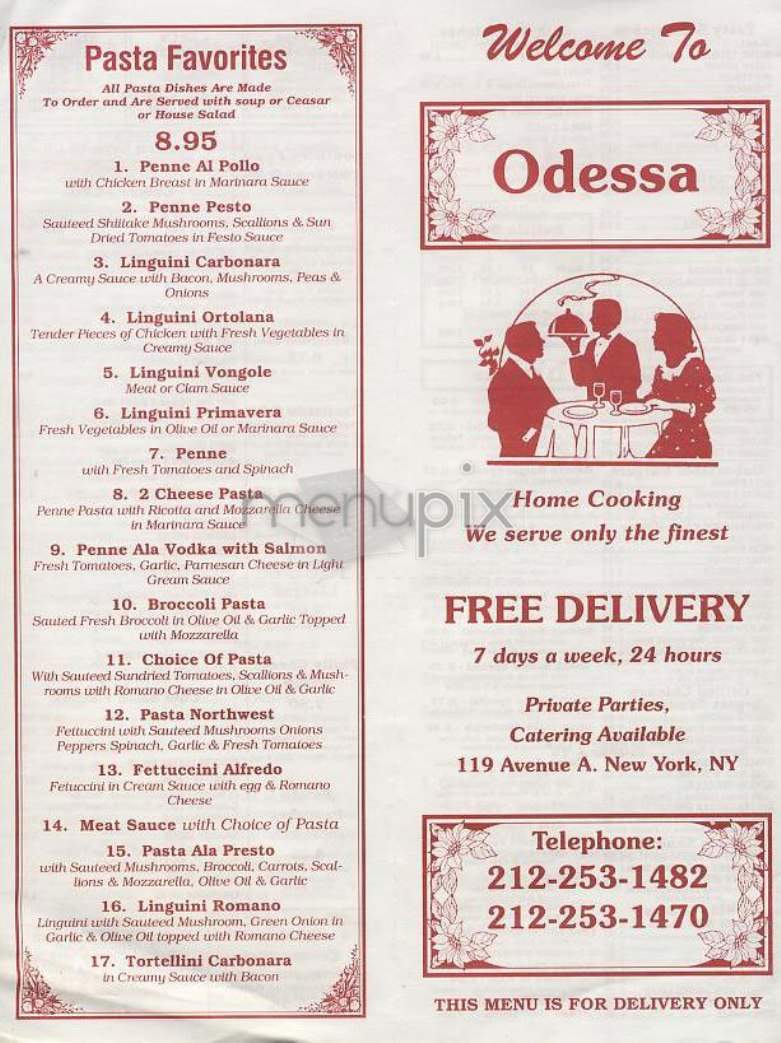 Pasta Favorites
All Pasta Dishes Are Made
To Order and Are Served with soup or Ceasar
or House Salad
8.95
1. Penne Al Pollo
with Chicken Breast in Marinara Sauce
2. Penne Pesto
Sauteed Shiitake Mushrooms, Scallions & Sun
Dried Tomatoes in Festo Sauce
3. Linguini Carbonara
A Creamy Sauce with Bacon, Mushrooms, Peas &
Onions
4. Linguini Ortolana
Tender Pieces of Chicken with Fresh Vegetables in
Creamy Sauce
5. Linguini Vongole
Meat or Clam Sauce
6. Linguini Primavera
Fresh Vegetables in Olive Oil or Marinara Sauce
7. Penne
with Fresh Tomatoes and Spinach
8. 2 Cheese Pasta
Penne Pasta with Ricotta and Mozzarella Cheese
in Marinara Sauce
9. Penne Ala Vodka with Salmon
Fresh Tomatoes, Garlic, Parnesan Cheese in Light
Gream Sauce
10. Broccoli Pasta
Sauted Fresh Broccoli in Olive Oil & Garlic Topped
with Mozzarella
11. Choice Of Pasta
With Sauteed Sundried Tomatoes, Scallions & Mush-
rooms with Romano Cheese in Olive Oil & Garlic
12. Pasta Northwest
Fettuccini with Sauteed Mushrooms Onions
Peppers Spinach, Garlic & Fresh Tomatoes
13. Fettuccini Alfredo
Fetuccini in Cream Sauce with egg & Romano
Cheese
14. Meat Sauce with Choice of Pasta
15. Pasta Ala Presto
with Sauteed Mushrooms, Broccoli, Carrots, Scal-
lions & Mozzarella, Olive Oil & Garlic
16. Linguini Romano
Linguini with Sauteed Mushroom, Green Onion in
Garlic & Olive Oil topped with Romano Cheese
17. Tortellini Carbonara
in Creamy Sauce with Bacon
Welcome To
Odessa
menupix
Home Cooking
We serve only the finest
FREE DELIVERY
7 days a week, 24 hours
Private Parties,
Catering Available
119 Avenue A. New York, NY
Telephone:
212-253-1482
212-253-1470
THIS MENU IS FOR DELIVERY ONLY